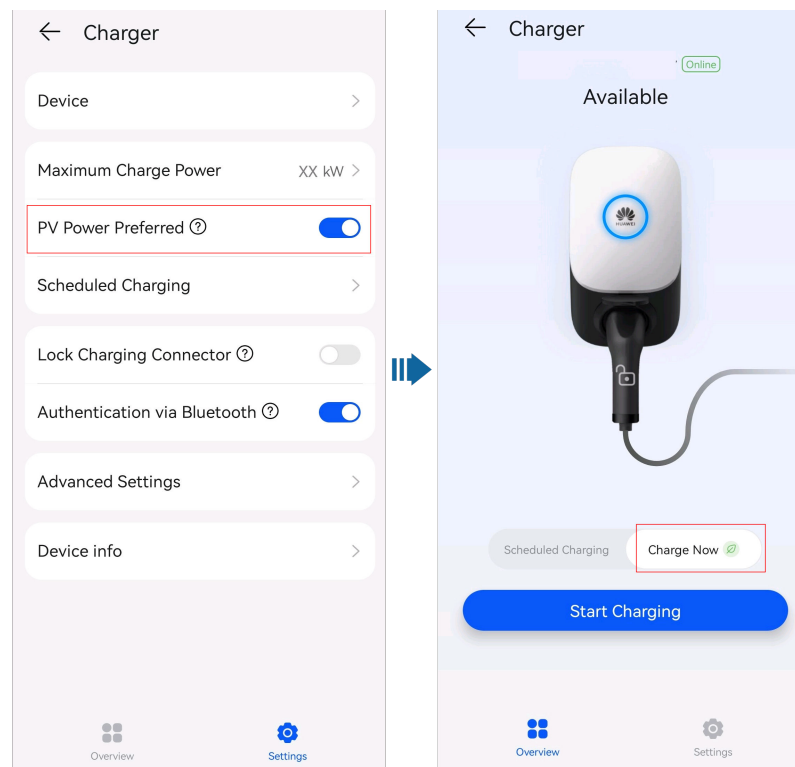 Charger
Device
Maximum Charge Power XX kW
PV Power Preferred
Scheduled Charging
Lock Charging Connector
Authentication via Bluetooth
Advanced Settings
Device info
Overview Settings
Charger
Online
Available
HUAWEI
Scheduled Charging Charge Now
Start Charging
Overview Settings